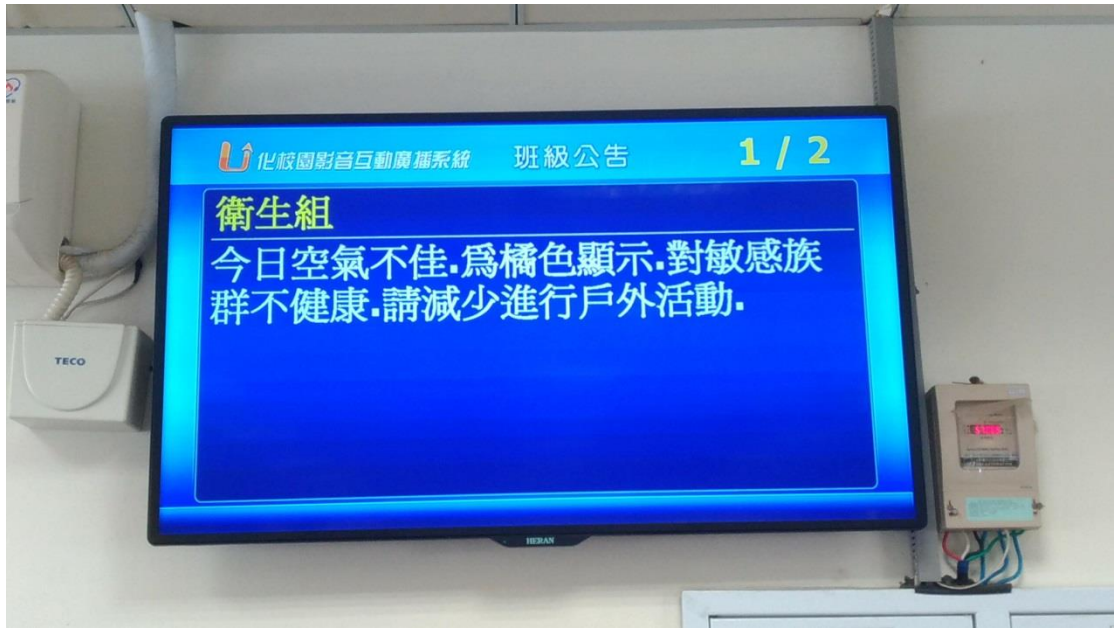 U化校園影音互動廣播系統 班級公告 1 / 2
衛生組
今日空氣不佳.爲橘色顯示.對敏感族
群不健康.請減少進行戶外活動.
TECO
HERAN